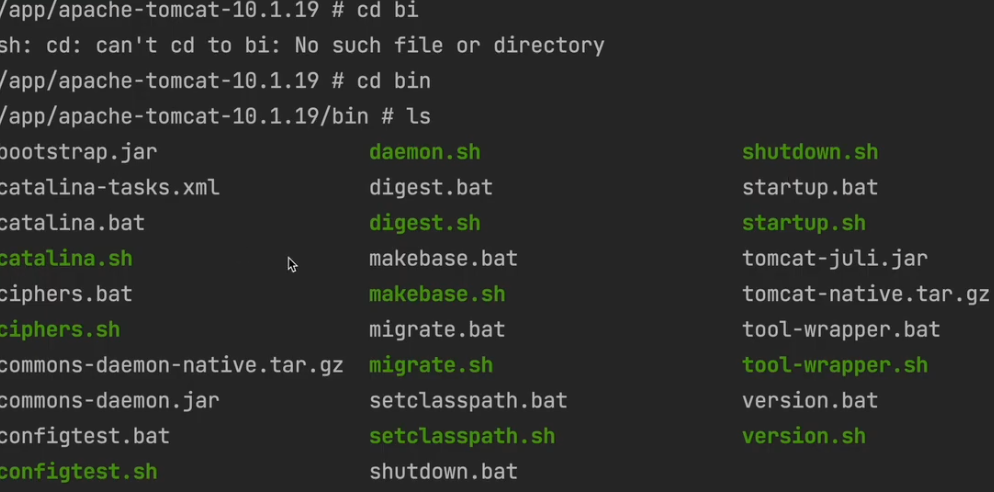 /app/apache-tomcat-10.1.19 # cd bi
sh: cd: can't cd to bi: No such file or directory
/app/apache-tomcat-10.1.19 # cd bin
/app/apache-tomcat-10.1.19/bin # ls
bootstrap.jar daemon.sh shutdown.sh
catalina-tasks.xml digest.bat startup.bat
catalina.bat digest.sh startup.sh
catalina.sh makebase.bat tomcat-juli.jar
ciphers.bat makebase.sh tomcat-native.tar.gz
ciphers.sh migrate.bat tool-wrapper.bat
commons-daemon-native.tar.gz migrate.sh tool-wrapper.sh
commons-daemon.jar setclasspath.bat version.bat
configtest.bat setclasspath.sh version.sh
configtest.sh shutdown.bat